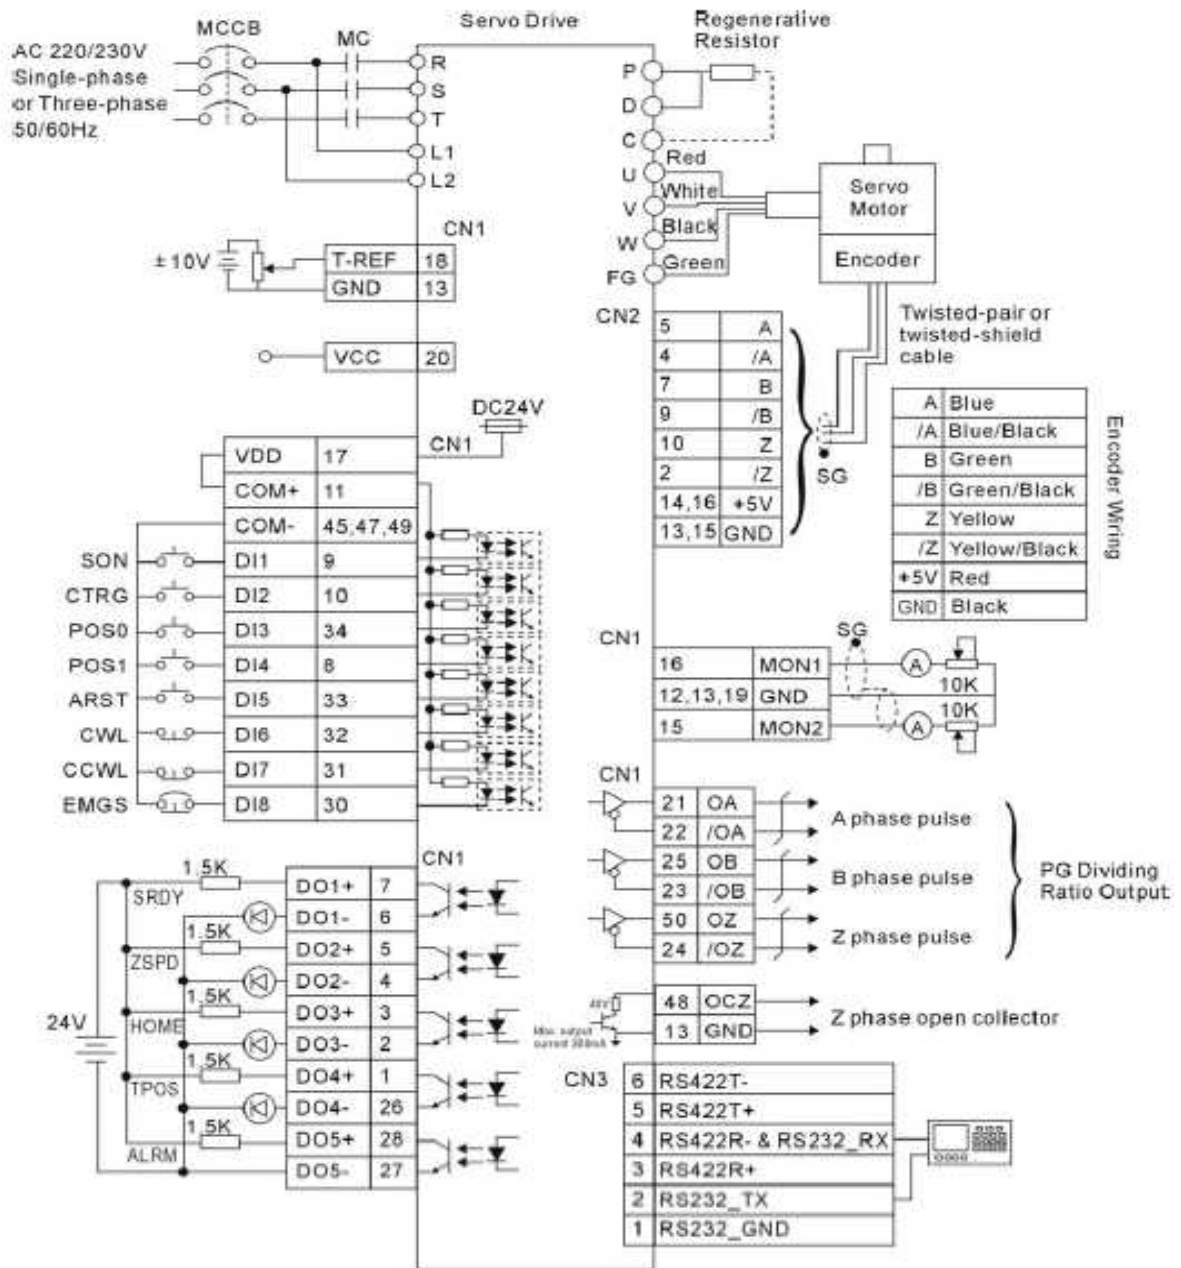 Servo Drive
Regenerative
Resistor
MCCB
MC
AC 220/230V
Single-phase
or Three-phase
50/60Hz
R
S
T
L1
L2
P
D
C
U
V
W
FG
Red
White
Black
Green
Servo
Motor
Encoder
CN1
±10V
T-REF 18
GND 13
VCC 20
DC24V
CN1
VDD 17
COM+ 11
COM- 45,47,49
SON DI1 9
CTRG DI2 10
POS0 DI3 34
POS1 DI4 8
ARST DI5 33
CWL DI6 32
CCWL DI7 31
EMGS DI8 30
CN2
5 A
4 /A
7 B
9 /B
10 Z
2 /Z
14,16 +5V
13,15 GND
SG
Twisted-pair or
twisted-shield
cable
A Blue
/A Blue/Black
B Green
/B Green/Black
Z Yellow
/Z Yellow/Black
+5V Red
GND Black
Encoder Wiring
CN1
SG
16 MON1
12,13,19 GND
15 MON2
A
10K
10K
A
CN1
21 OA
22 /OA
25 OB
23 /OB
50 OZ
24 /OZ
A phase pulse
B phase pulse
Z phase pulse
PG Dividing
Ratio Output
48 OCZ
13 GND
Z phase open collector
output
current
CN1
24V
1.5K
SRDY
DO1+ 7
DO1- 6
1.5K
ZSPD
DO2+ 5
DO2- 4
1.5K
HOME
DO3+ 3
DO3- 2
1.5K
TPOS
DO4+ 1
DO4- 26
1.5K
ALRM
DO5+ 28
DO5- 27
CN3
6 RS422T-
5 RS422T+
4 RS422R- & RS232_RX
3 RS422R+
2 RS232_TX
1 RS232_GND